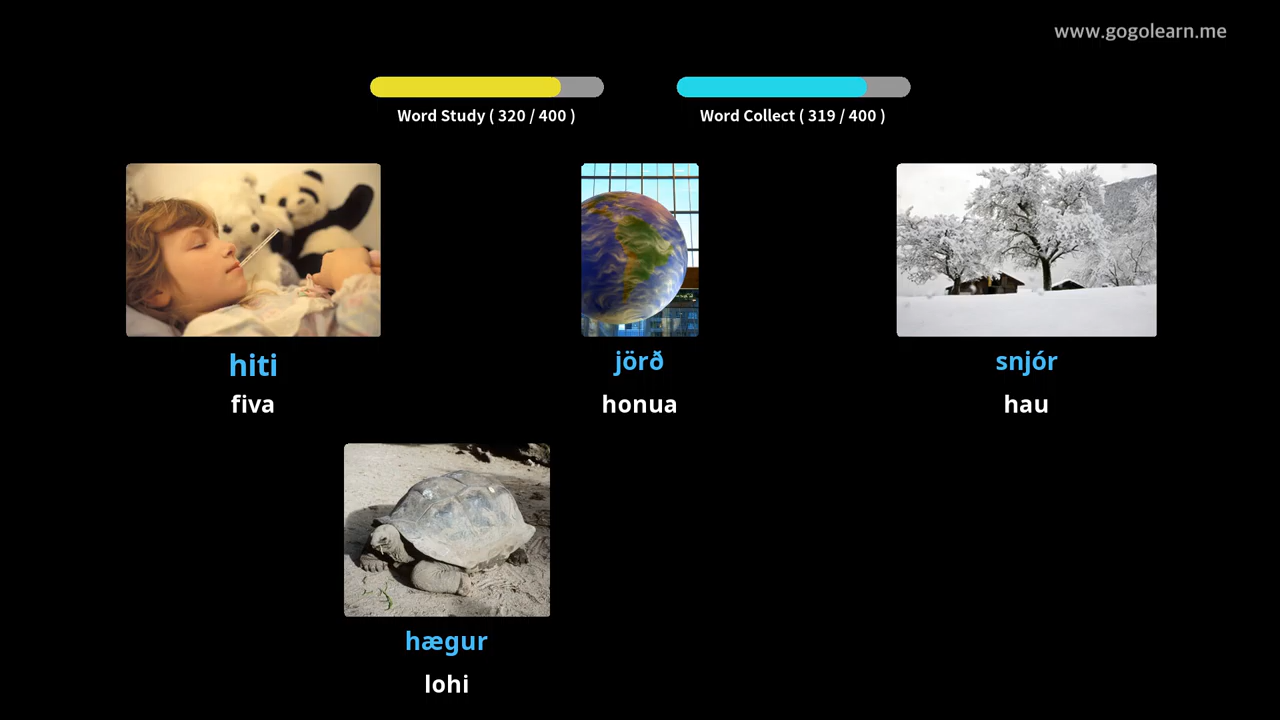 www.gogolearn.me
Word Study ( 320 / 400 )
Word Collect ( 319 / 400 )
hiti
fiva
jörð
honua
snjór
hau
hægur
lohi